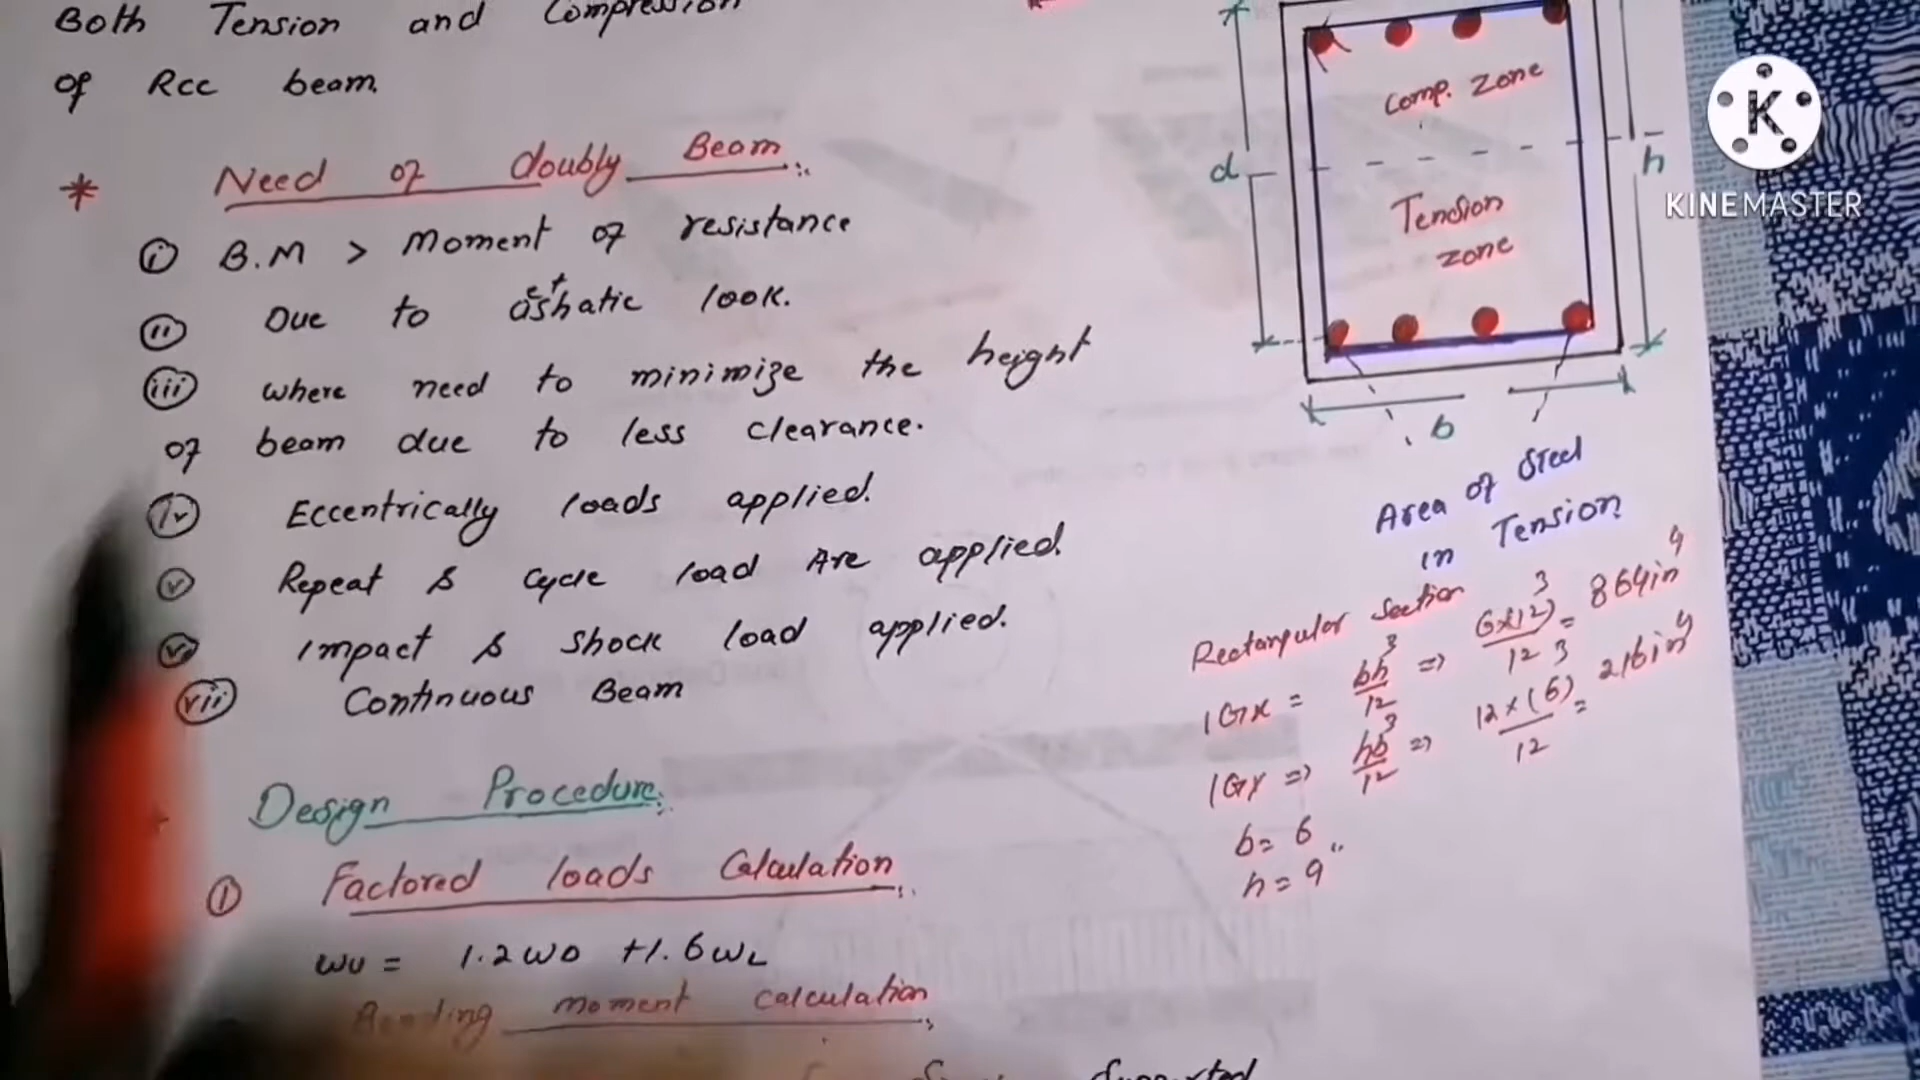 Both Tension and Compression
of Rcc beam.
* Need of doubly Beam:
(i) B.M > Moment of resistance
(ii) Due to asthatic look.
(iii) where need to minimize the height
of beam due to less clearance.
(iv) Eccentrically loads applied.
(v) Repeat & Cycle load Are applied.
(vi) Impact & Shock load applied.
(vii) Continuous Beam
Design Procedure:
(1) Factored loads Calculation:
wu = 1.2wD +1.6wL
moment calculation
Comp. zone
Tension
zone
d
h
b
Area of Steel
in Tension
Rectangular Section
IGx = bh³/12 => 6x(12)³/12 = 864in⁴
IGy => hb³/12 => 12x(6)³/12 = 216in⁴
b= 6
h= 9"
K
KINEMASTER